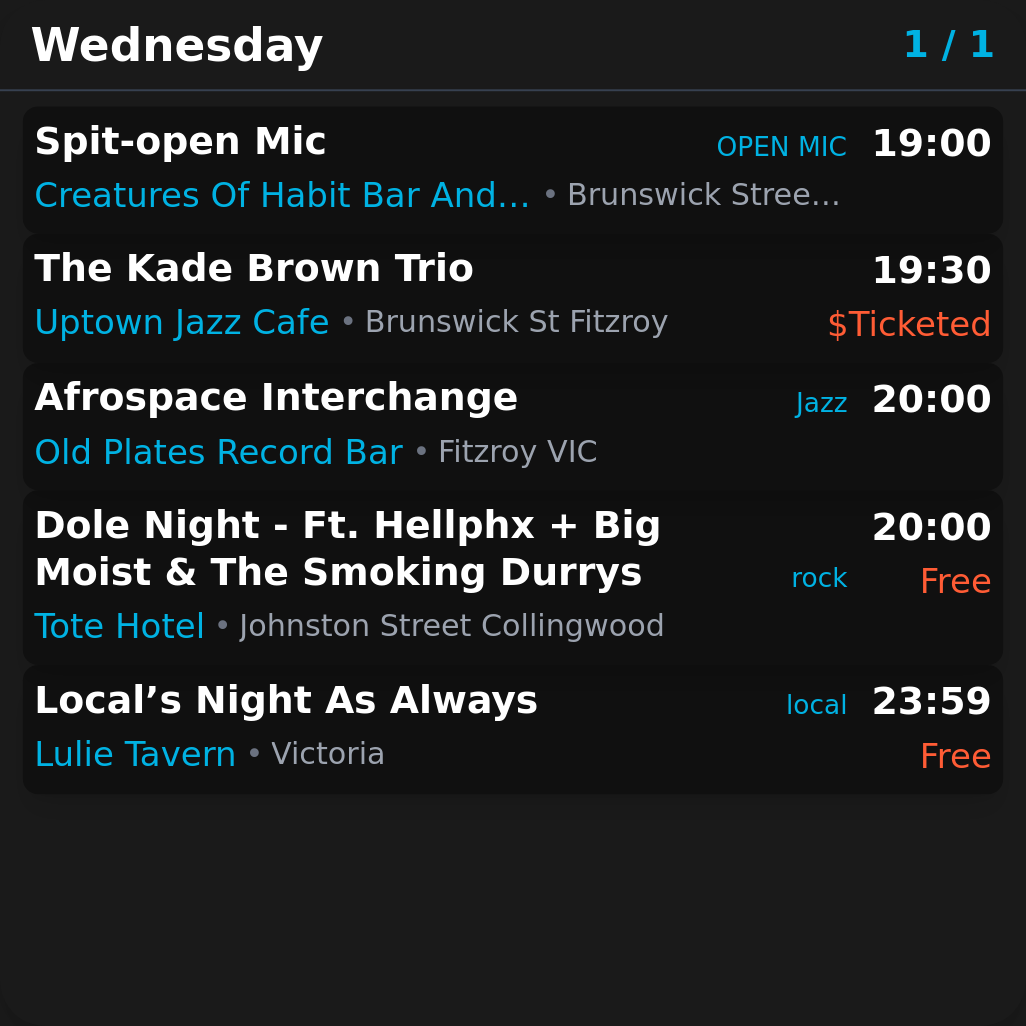 Wednesday 1 / 1
Spit-open Mic OPEN MIC 19:00
Creatures Of Habit Bar And… • Brunswick Stree…
The Kade Brown Trio 19:30
Uptown Jazz Cafe • Brunswick St Fitzroy $Ticketed
Afrospace Interchange Jazz 20:00
Old Plates Record Bar • Fitzroy VIC
Dole Night - Ft. Hellphx + Big 20:00
Moist & The Smoking Durrys rock Free
Tote Hotel • Johnston Street Collingwood
Local’s Night As Always local 23:59
Lulie Tavern • Victoria Free